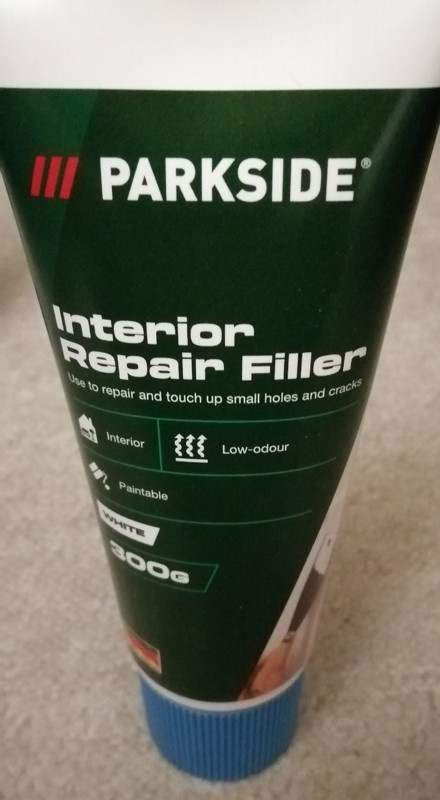 PARKSIDE®
Interior
Repair Filler
Use to repair and touch up small holes and cracks
Interior
Low-odour
Paintable
WHITE
300G